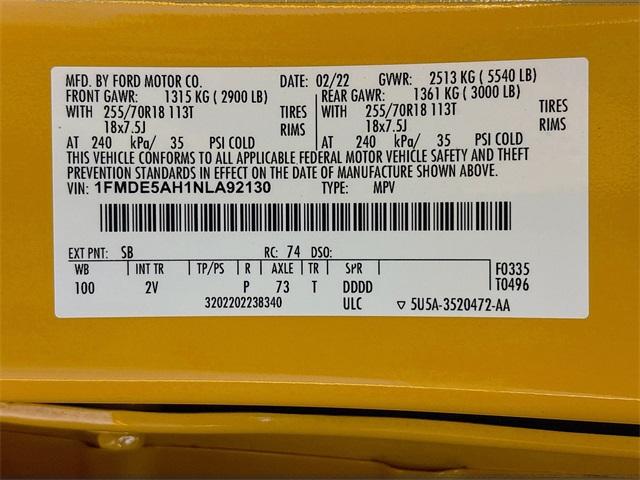 MFD. BY FORD MOTOR CO. DATE: 02/22 GVWR: 2513 KG ( 5540 LB)
FRONT GAWR: 1315 KG ( 2900 LB) REAR GAWR: 1361 KG ( 3000 LB)
WITH 255/70R18 113T TIRES WITH 255/70R18 113T TIRES
18x7.5J RIMS 18x7.5J RIMS
AT 240 kPa/ 35 PSI COLD AT 240 kPa/ 35 PSI COLD
THIS VEHICLE CONFORMS TO ALL APPLICABLE FEDERAL MOTOR VEHICLE SAFETY AND THEFT
PREVENTION STANDARDS IN EFFECT ON THE DATE OF MANUFACTURE SHOWN ABOVE.
VIN: 1FMDE5AH1NLA92130 TYPE: MPV
EXT PNT: SB RC: 74 DSO:
WB INT TR TP/PS R AXLE TR SPR F0335
100 2V P 73 T DDDD T0496
3202202238340 ULC ▽ 5U5A-3520472-AA